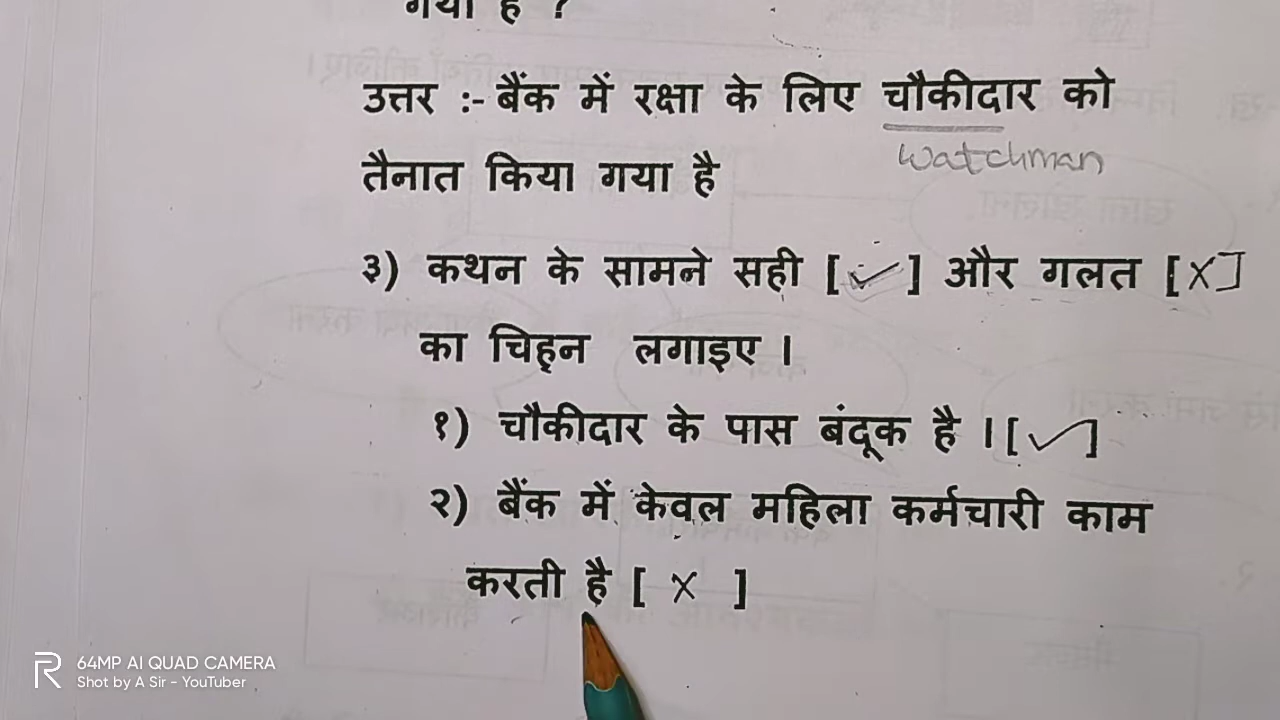 गया है ?
उत्तर :- बैंक में रक्षा के लिए चौकीदार को
watchman
तैनात किया गया है
३) कथन के सामने सही [✓] और गलत [X]
का चिह्न लगाइए ।
१) चौकीदार के पास बंदूक है ।[✓]
२) बैंक में केवल महिला कर्मचारी काम
करती है [ X ]
64MP AI QUAD CAMERA
Shot by A Sir - YouTuber